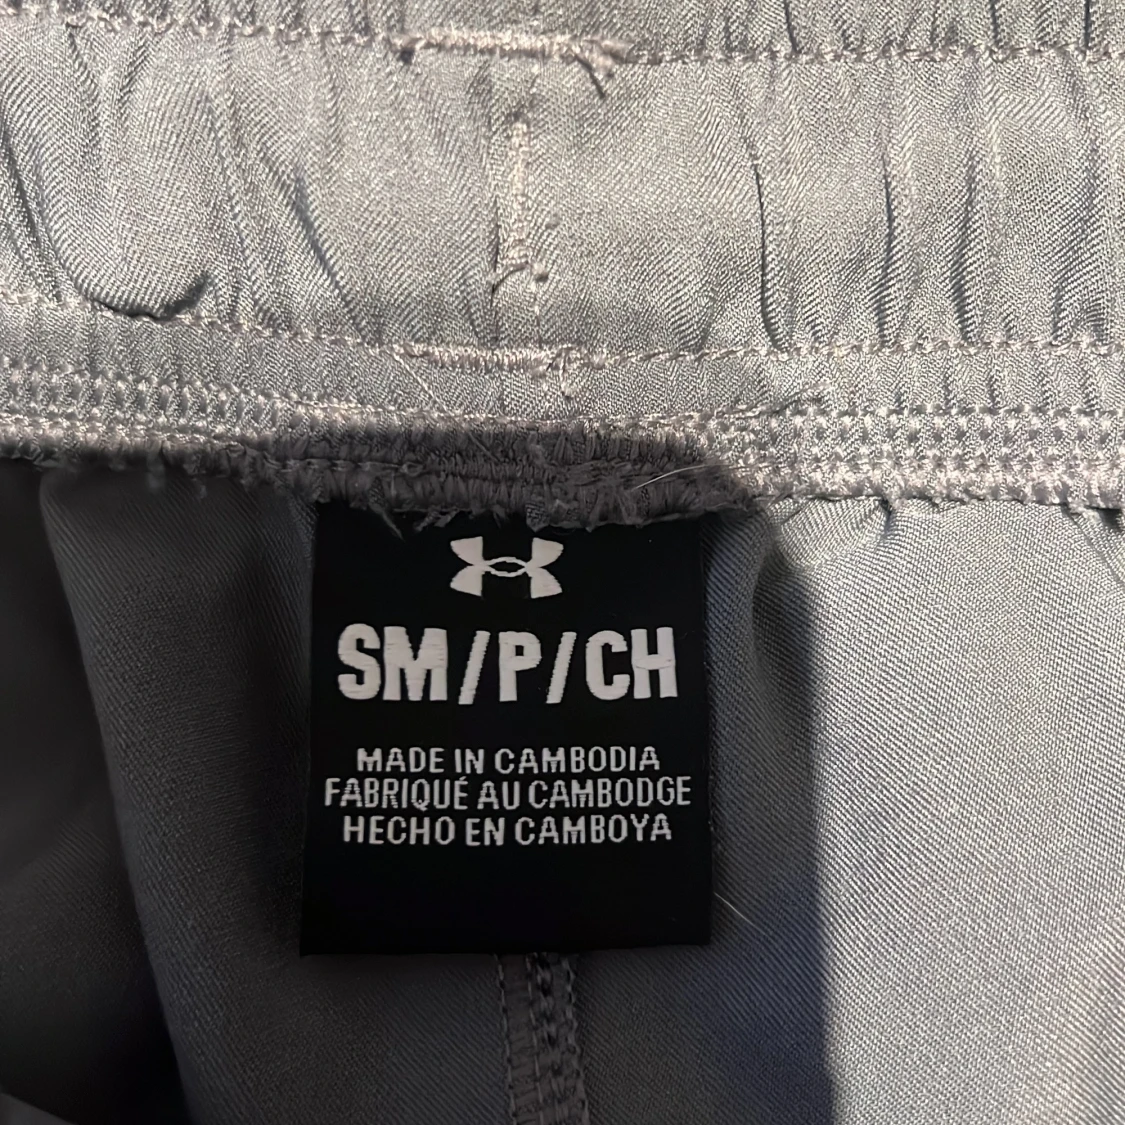 SM/P/CH
MADE IN CAMBODIA
FABRIQUÉ AU CAMBODGE
HECHO EN CAMBOYA